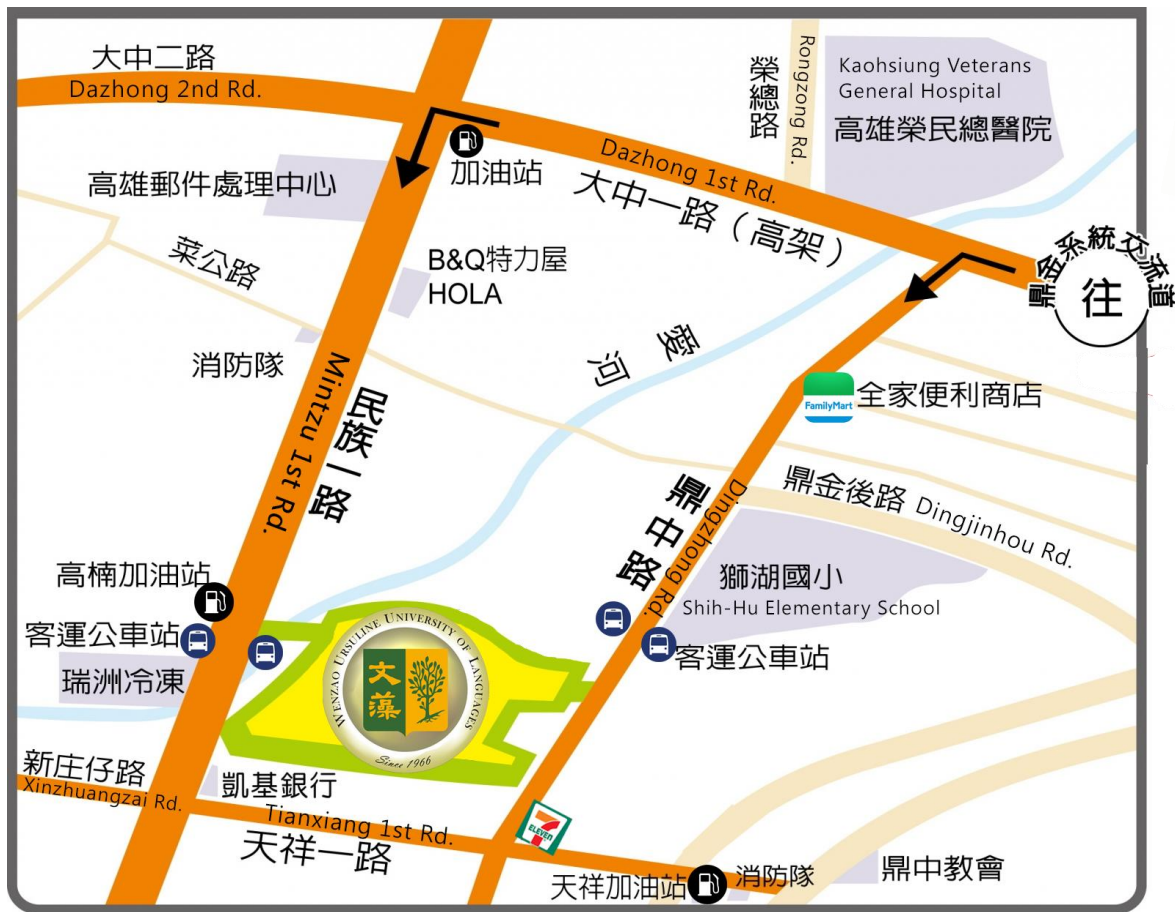 大中二路
Dazhong 2nd Rd.
榮總路
Rongzong Rd.
Kaohsiung Veterans
General Hospital
高雄榮民總醫院
加油站
Dazhong 1st Rd.
大中一路（高架）
高雄郵件處理中心
菜公路
B&Q特力屋
HOLA
鼎金系統交流道
往
消防隊
愛河
Mintzu 1st Rd.
民族一路
FamilyMart
全家便利商店
鼎中路
Dingzhong Rd.
鼎金後路 Dingjinhou Rd.
高楠加油站
獅湖國小
Shih-Hu Elementary School
客運公車站
客運公車站
瑞洲冷凍
WENZAO URSULINE UNIVERSITY OF LANGUAGES
文藻
Since 1966
新庄仔路
Xinzhuangzai Rd.
凱基銀行
Tianxiang 1st Rd.
天祥一路
7
ELEVEN
天祥加油站
消防隊
鼎中教會